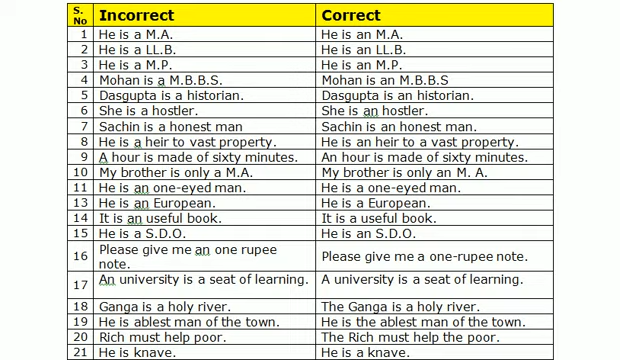 S. No Incorrect Correct
1 He is a M.A. He is an M.A.
2 He is a LL.B. He is an LL.B.
3 He is a M.P. He is an M.P.
4 Mohan is a M.B.B.S. Mohan is an M.B.B.S
5 Dasgupta is a historian. Dasgupta is an historian.
6 She is a hostler. She is an hostler.
7 Sachin is a honest man Sachin is an honest man.
8 He is a heir to vast property. He is an heir to a vast property.
9 A hour is made of sixty minutes. An hour is made of sixty minutes.
10 My brother is only a M.A. My brother is only an M. A.
11 He is an one-eyed man. He is a one-eyed man.
13 He is an European. He is a European.
14 It is an useful book. It is a useful book.
15 He is a S.D.O. He is an S.D.O.
16 Please give me an one rupee note. Please give me a one-rupee note.
17 An university is a seat of learning. A university is a seat of learning.
18 Ganga is a holy river. The Ganga is a holy river.
19 He is ablest man of the town. He is the ablest man of the town.
20 Rich must help poor. The Rich must help the poor.
21 He is knave. He is a knave.